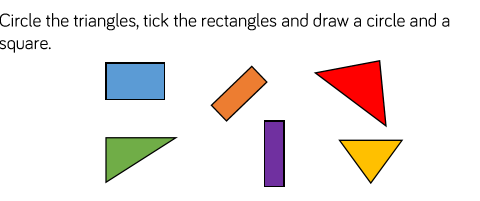 Circle the triangles, tick the rectangles and draw a circle and a
square.